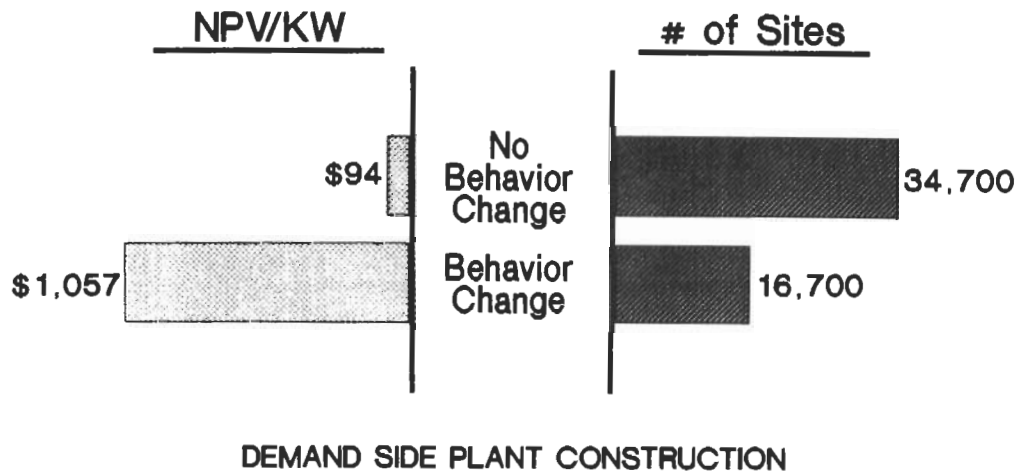 NPV/KW
# of Sites
$94
No
Behavior
Change
34,700
$1,057
Behavior
Change
16,700
DEMAND SIDE PLANT CONSTRUCTION